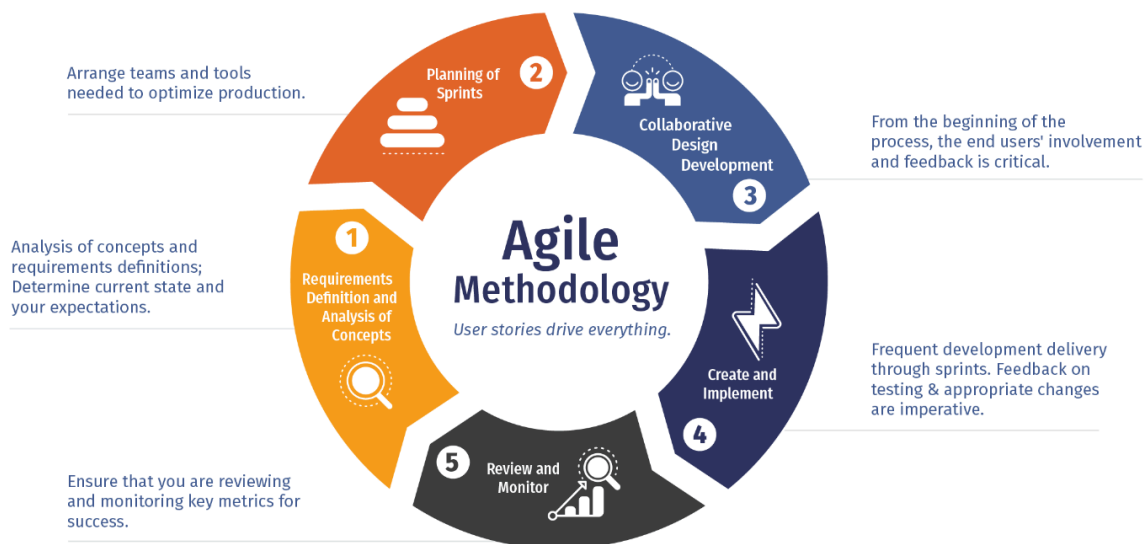 Agile
Methodology
User stories drive everything.
1
Requirements
Definition and
Analysis of
Concepts
Analysis of concepts and
requirements definitions;
Determine current state and
your expectations.
2
Planning of
Sprints
Arrange teams and tools
needed to optimize production.
Collaborative
Design
Development
3
From the beginning of the
process, the end users' involvement
and feedback is critical.
Create and
Implement
4
Frequent development delivery
through sprints. Feedback on
testing & appropriate changes
are imperative.
5
Review and
Monitor
Ensure that you are reviewing
and monitoring key metrics for
success.